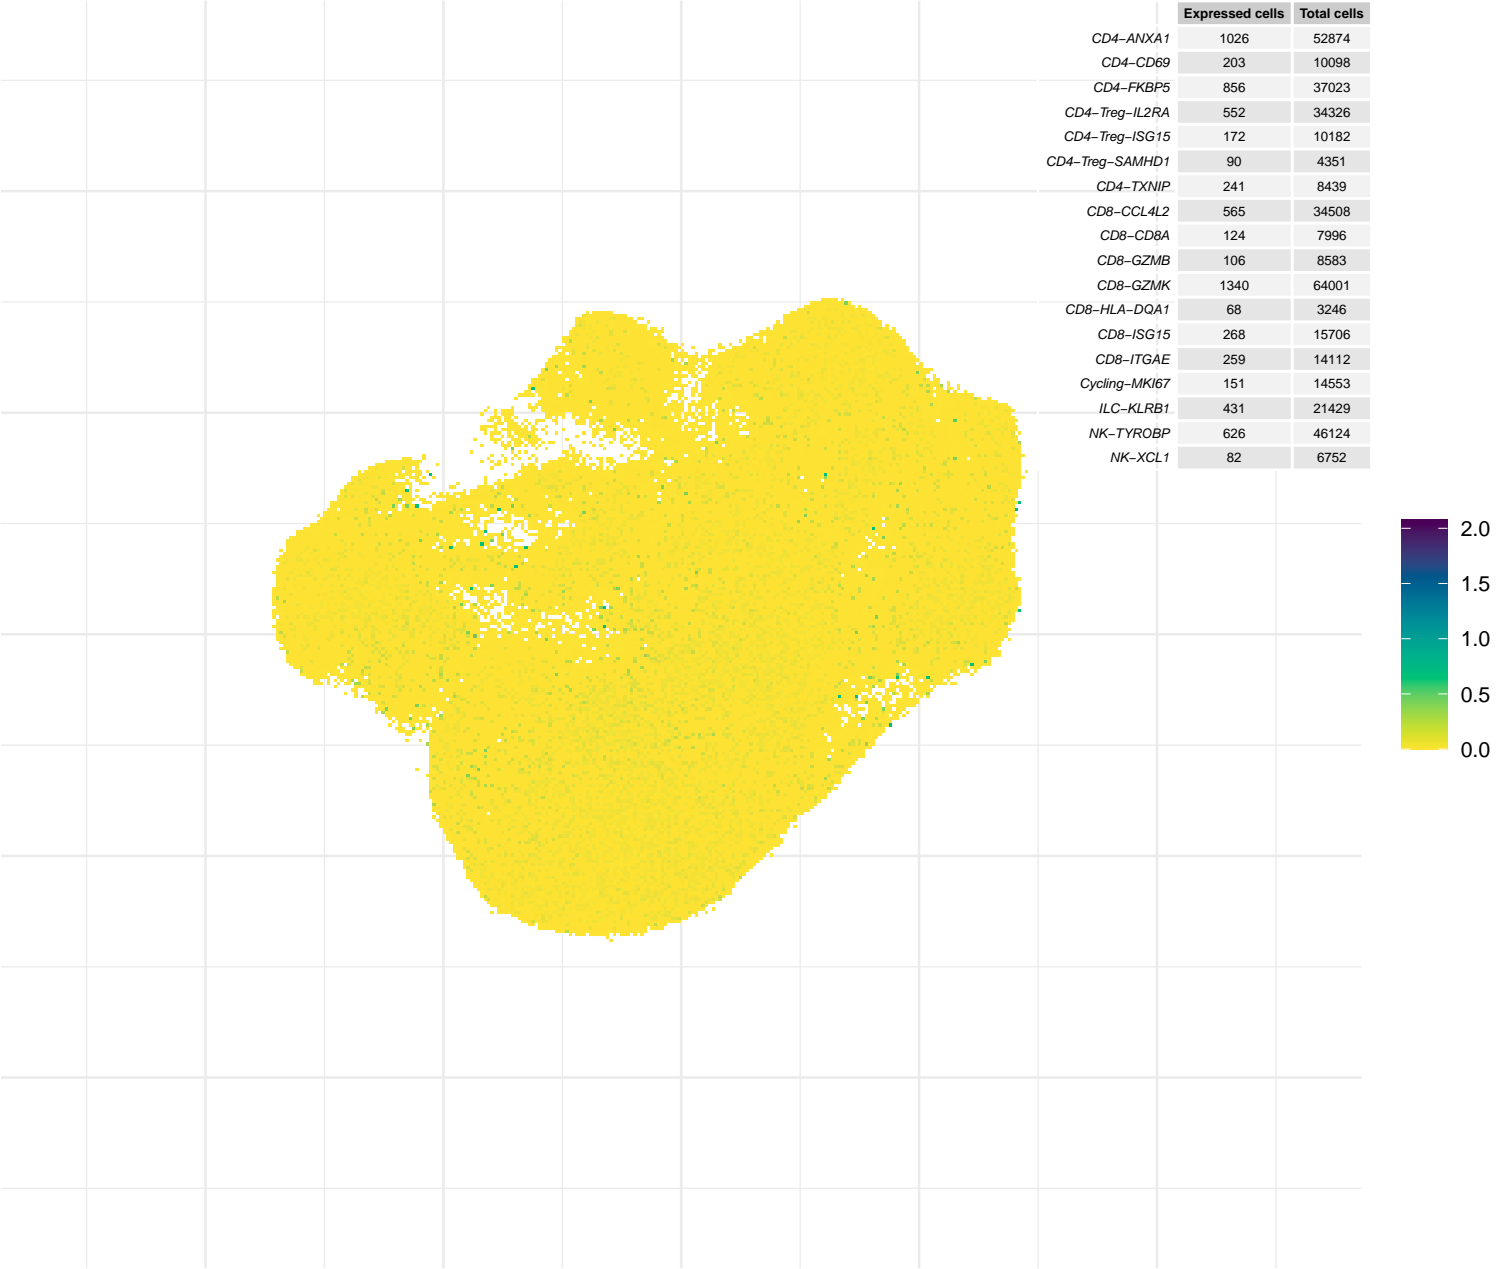 Expressed cells Total cells
CD4−ANXA1 1026 52874
CD4−CD69 203 10098
CD4−FKBP5 856 37023
CD4−Treg−IL2RA 552 34326
CD4−Treg−ISG15 172 10182
CD4−Treg−SAMHD1 90 4351
CD4−TXNIP 241 8439
CD8−CCL4L2 565 34508
CD8−CD8A 124 7996
CD8−GZMB 106 8583
CD8−GZMK 1340 64001
CD8−HLA−DQA1 68 3246
CD8−ISG15 268 15706
CD8−ITGAE 259 14112
Cycling−MKI67 151 14553
ILC−KLRB1 431 21429
NK−TYROBP 626 46124
NK−XCL1 82 6752
2.0
1.5
1.0
0.5
0.0